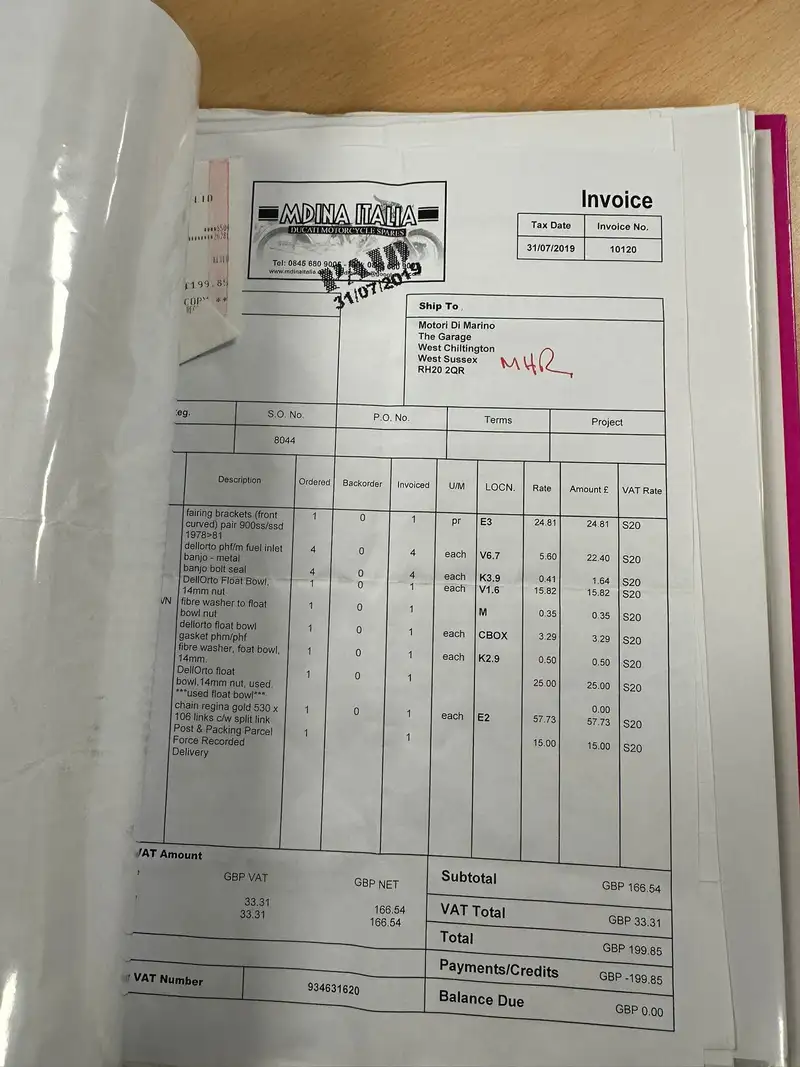 Invoice
MDINA ITALIA
DUCATI MOTORCYCLE SPARES
Tel: 0845 680 900
www.mdinaitalia
PAID
31/07/2019
Tax Date Invoice No.
31/07/2019 10120
£199.85
COPY **
Ship To
Motori Di Marino
The Garage
West Chiltington
West Sussex
RH20 2QR
MHR
eg. S.O. No. P.O. No. Terms Project
8044
Description Ordered Backorder Invoiced U/M LOCN. Rate Amount £ VAT Rate
fairing brackets (front 1 0 1 pr E3 24.81 24.81 S20
curved) pair 900ss/ssd
1978>81
dellorto phf/m fuel inlet 4 0 4 each V6.7 5.60 22.40 S20
banjo - metal
banjo bolt seal 4 0 4 each K3.9 0.41 1.64 S20
DellOrto Float Bowl, 1 0 1 each V1.6 15.82 15.82 S20
14mm nut
VN fibre washer to float 1 0 1 M 0.35 0.35 S20
bowl nut
dellorto float bowl 1 0 1 each CBOX 3.29 3.29 S20
gasket phm/phf
fibre washer, foat bowl, 1 0 1 each K2.9 0.50 0.50 S20
14mm.
DellOrto float 1 0 1 25.00 25.00 S20
bowl,14mm nut, used.
***used float bowl*** 0.00
chain regina gold 530 x 1 0 1 each E2 57.73 57.73 S20
106 links c/w split link
Post & Packing Parcel 1 1 15.00 15.00 S20
Force Recorded
Delivery
VAT Amount
GBP VAT GBP NET
33.31 166.54
33.31 166.54
VAT Number 934631620
Subtotal GBP 166.54
VAT Total GBP 33.31
Total GBP 199.85
Payments/Credits GBP -199.85
Balance Due GBP 0.00